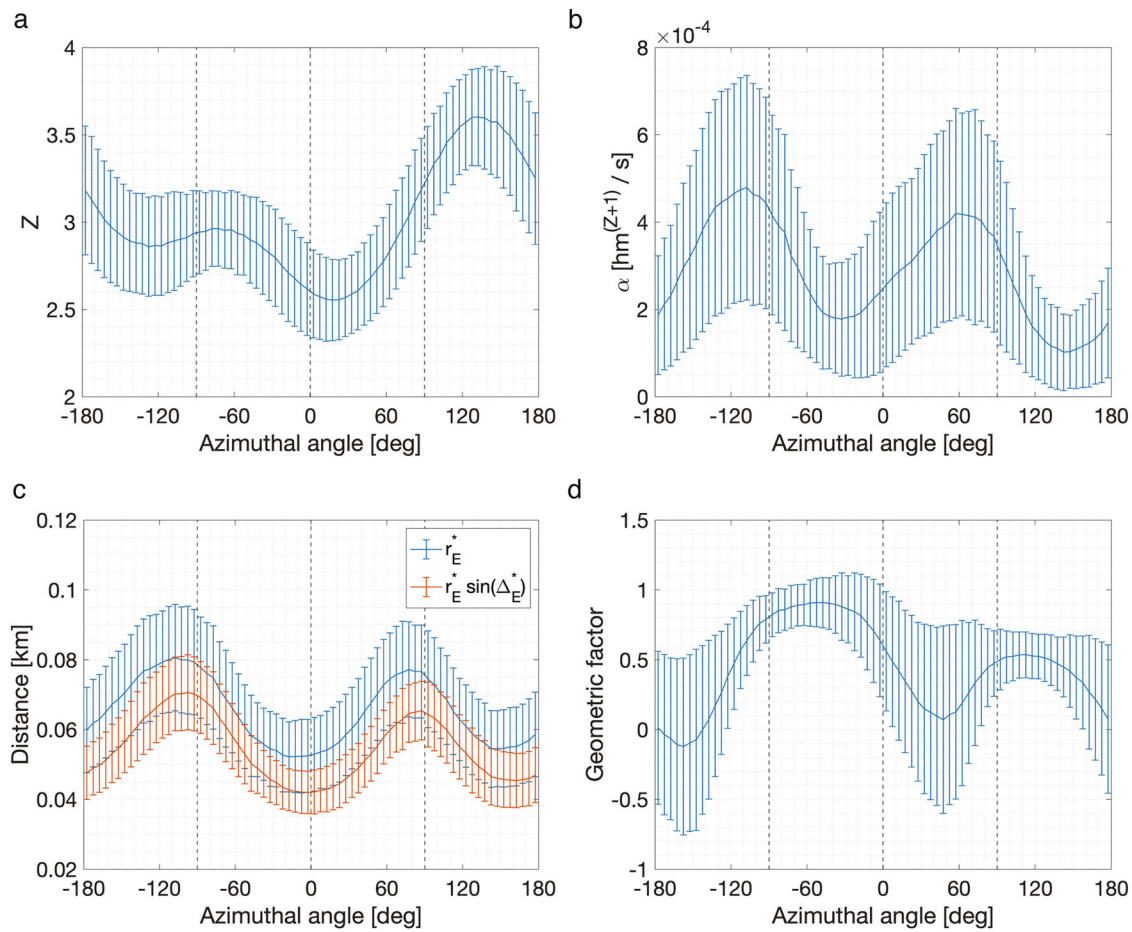 a
4
3.5
3
2.5
2
Z
-180 -120 -60 0 60 120 180
Azimuthal angle [deg]
b
×10⁻⁴
8
6
4
2
0
α [hm^(Z+1) / s]
-180 -120 -60 0 60 120 180
Azimuthal angle [deg]
c
0.12
0.1
0.08
0.06
0.04
0.02
Distance [km]
r_E^*
r_E^* sin(Δ_E^*)
-180 -120 -60 0 60 120 180
Azimuthal angle [deg]
d
1.5
1
0.5
0
-0.5
-1
Geometric factor
-180 -120 -60 0 60 120 180
Azimuthal angle [deg]